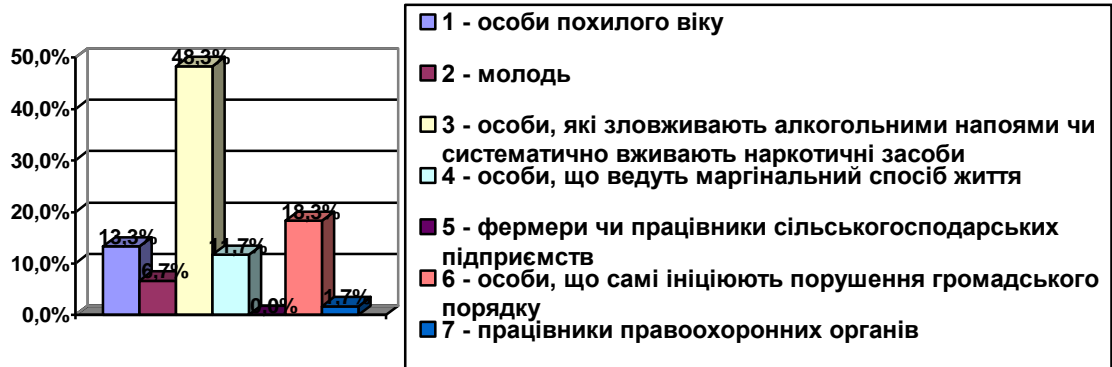 50,0%
40,0%
30,0%
20,0%
10,0%
0,0%
13,3%
6,7%
48,3%
11,7%
0,0%
18,3%
1,7%
1 - особи похилого віку
2 - молодь
3 - особи, які зловживають алкогольними напоями чи
систематично вживають наркотичні засоби
4 - особи, що ведуть маргінальний спосіб життя
5 - фермери чи працівники сільськогосподарських
підприємств
6 - особи, що самі ініціюють порушення громадського
порядку
7 - працівники правоохоронних органів